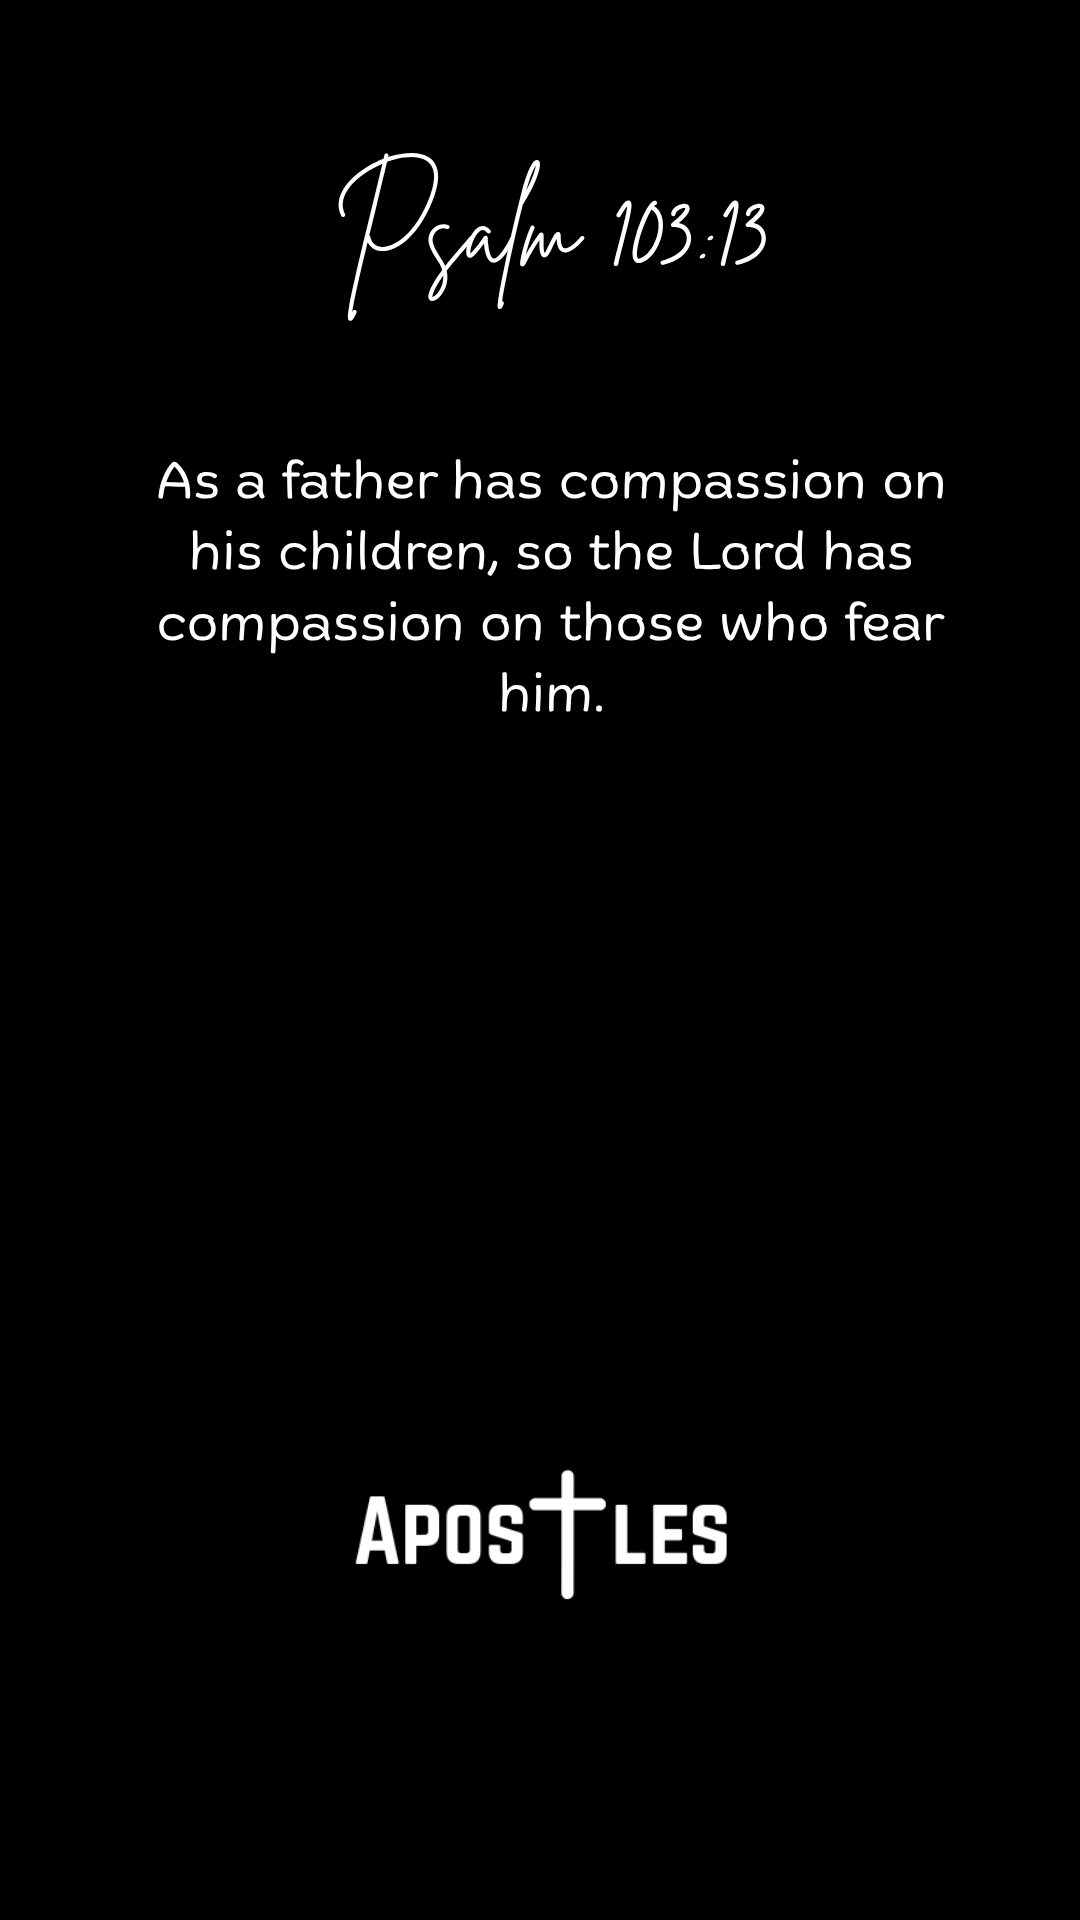 Psalm 103:13
As a father has compassion on
his children, so the Lord has
compassion on those who fear
him.
APOSTLES